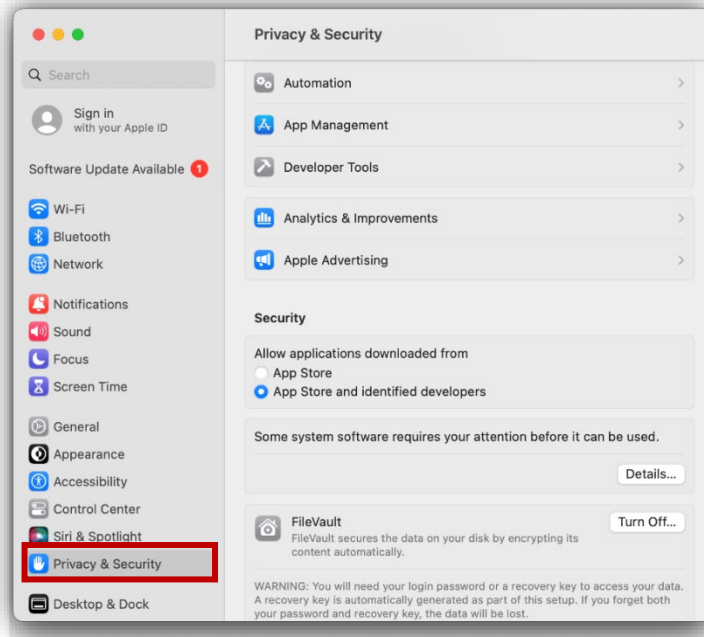 Privacy & Security
Search
Sign in
with your Apple ID
Software Update Available 1
Wi-Fi
Bluetooth
Network
Notifications
Sound
Focus
Screen Time
General
Appearance
Accessibility
Control Center
Siri & Spotlight
Privacy & Security
Desktop & Dock
Automation
App Management
Developer Tools
Analytics & Improvements
Apple Advertising
Security
Allow applications downloaded from
App Store
App Store and identified developers
Some system software requires your attention before it can be used.
Details...
FileVault
Turn Off...
FileVault secures the data on your disk by encrypting its
content automatically.
WARNING: You will need your login password or a recovery key to access your data.
A recovery key is automatically generated as part of this setup. If you forget both
your password and recovery key, the data will be lost.